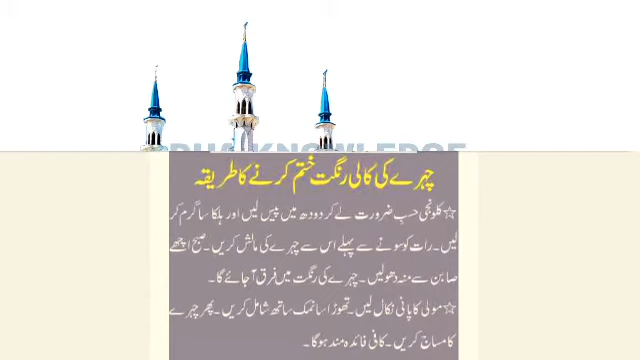 PHS KNOWLEDGE
چہرے کی کالی رنگت ختم کرنے کا طریقہ
☆کلونجی حسبِ ضرورت لے کر دودھ میں پیس لیں اور ہلکا سا گرم کر
لیں۔ رات کو سونے سے پہلے اس سے چہرے کی مالش کریں۔ صبح اچھے
صابن سے منہ دھولیں۔ چہرے کی رنگت میں فرق آجائے گا۔
☆مولی کا پانی نکال لیں۔ تھوڑا سا نمک ساتھ شامل کریں۔ پھر چہرے
کا مساج کریں۔ کافی فائدہ مند ہوگا۔